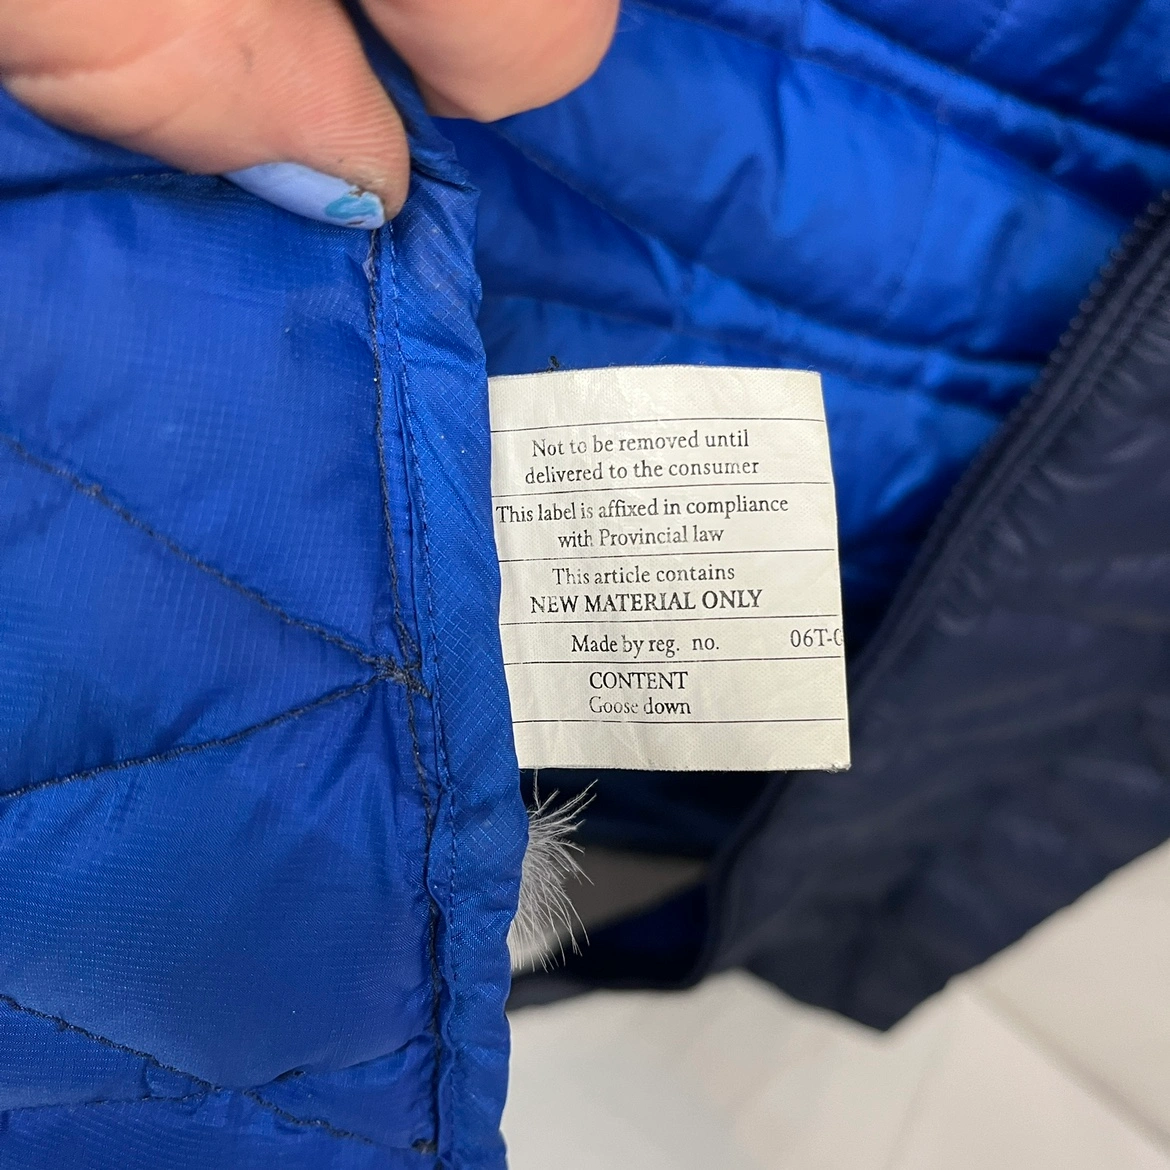 Not to be removed until
delivered to the consumer
This label is affixed in compliance
with Provincial law
This article contains
NEW MATERIAL ONLY
Made by reg. no. 06T-
CONTENT
Goose down